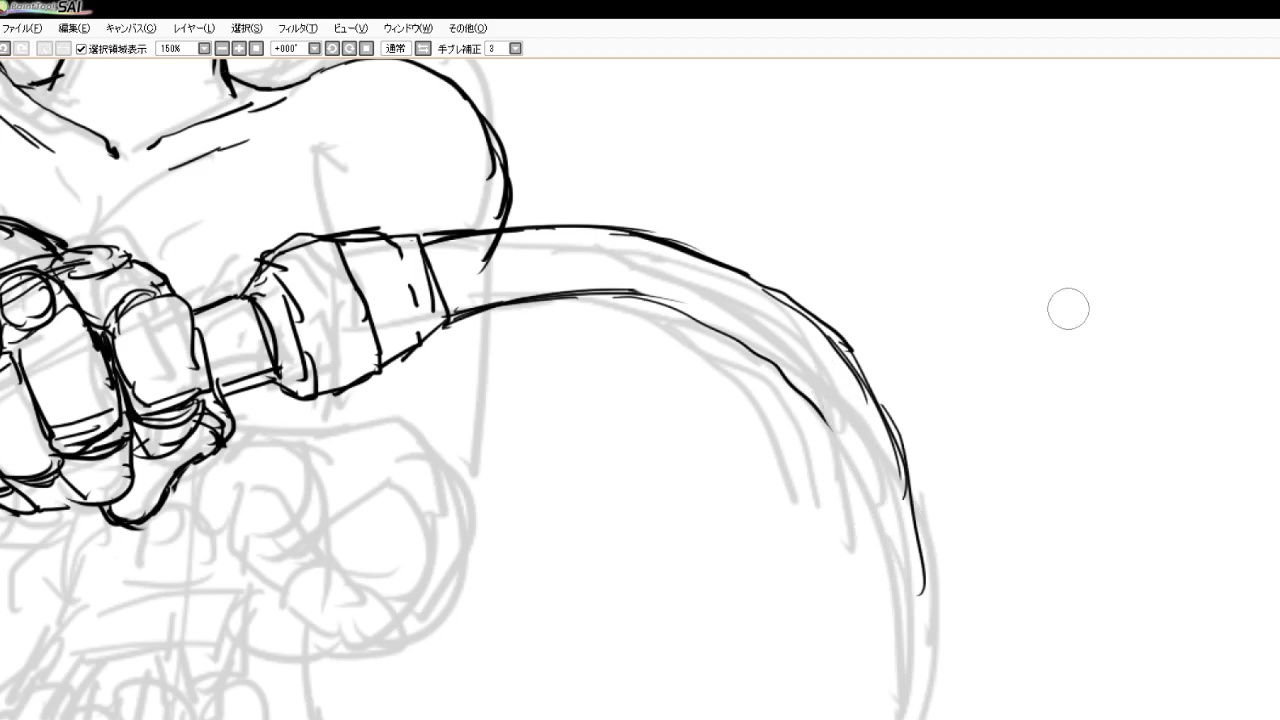 PaintTool SAI
ファイル(F) 編集(E) キャンバス(C) レイヤー(L) 選択(S) フィルタ(T) ビュー(V) ウィンドウ(W) その他(O)
選択領域表示 150% +000° 通常 手ブレ補正 3